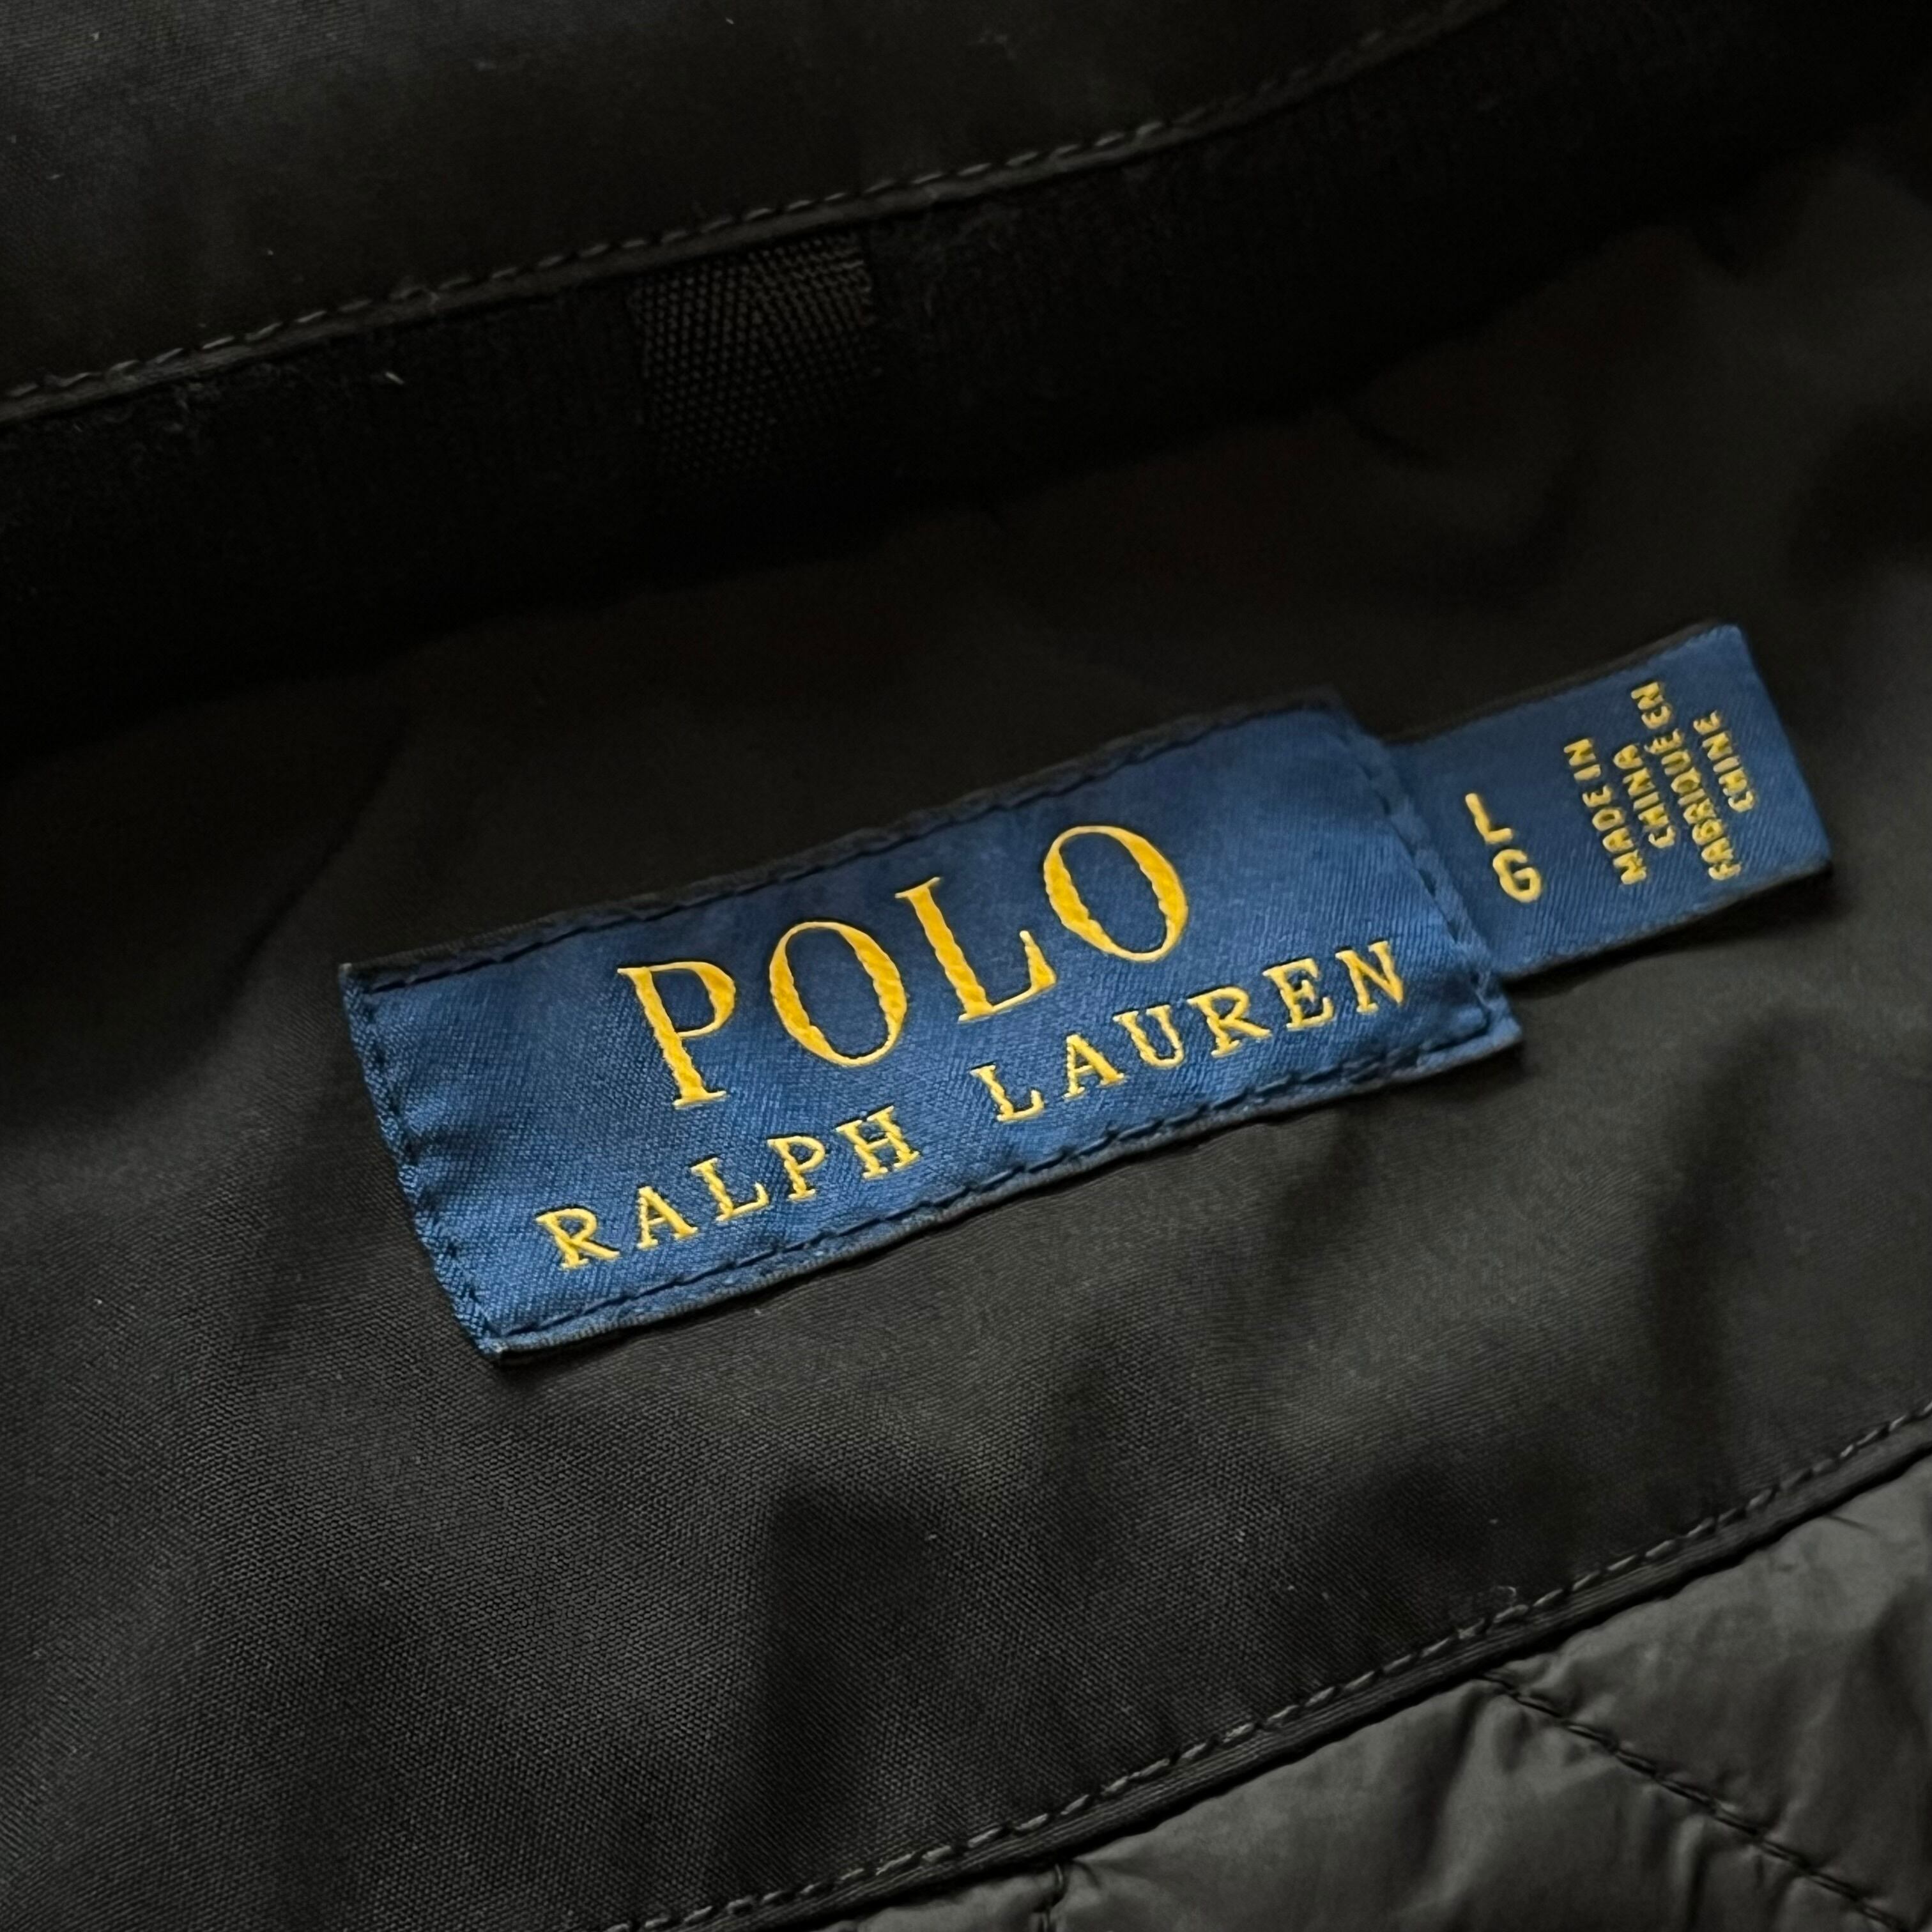 POLO
RALPH LAUREN
L
G
MADE IN
CHINA
FABRIQUÉ EN
CHINE